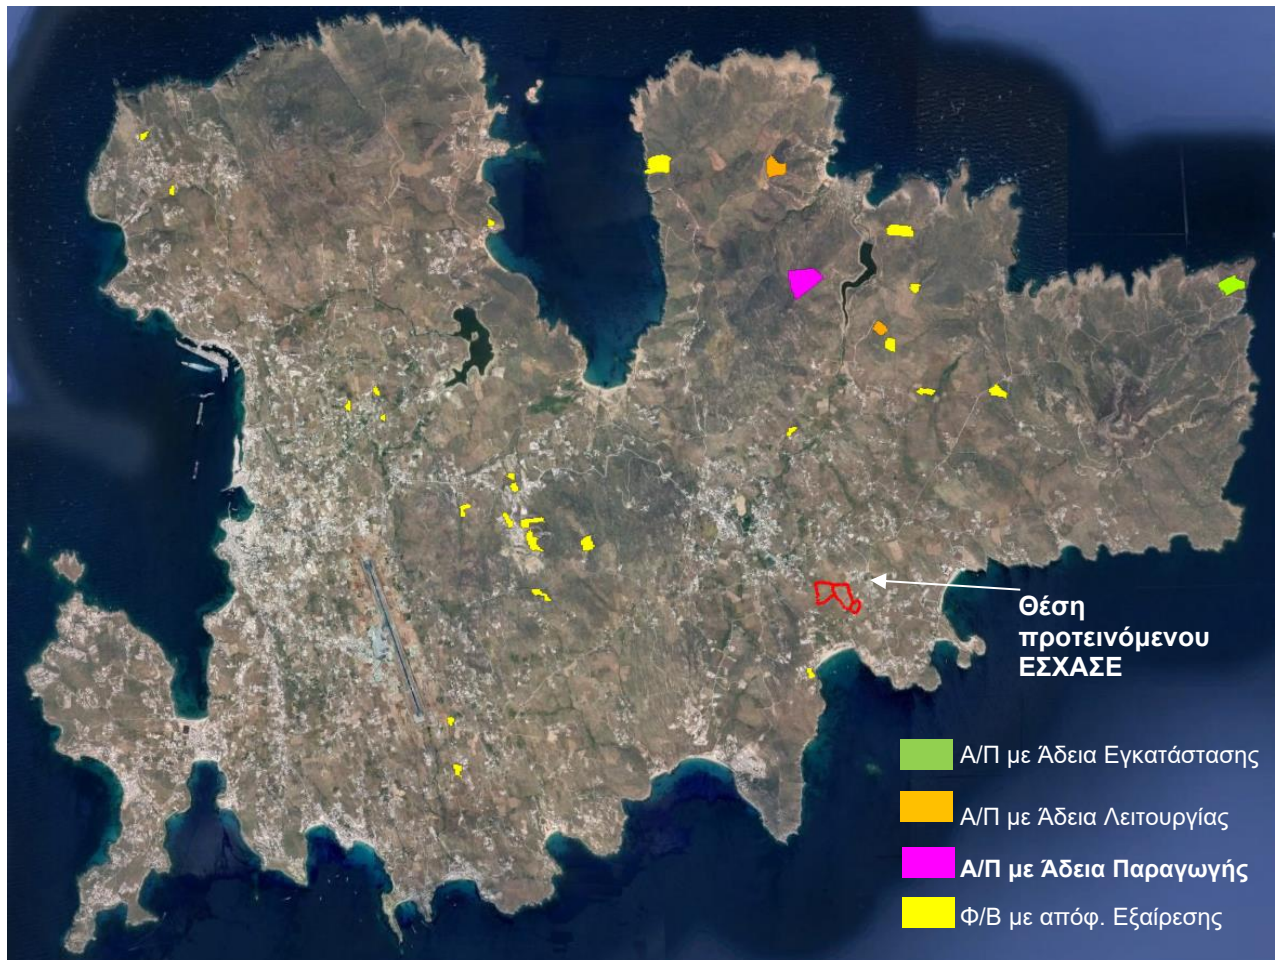 Θέση
προτεινόμενου
ΕΣΧΑΣΕ
Α/Π με Άδεια Εγκατάστασης
Α/Π με Άδεια Λειτουργίας
Α/Π με Άδεια Παραγωγής
Φ/Β με απόφ. Εξαίρεσης